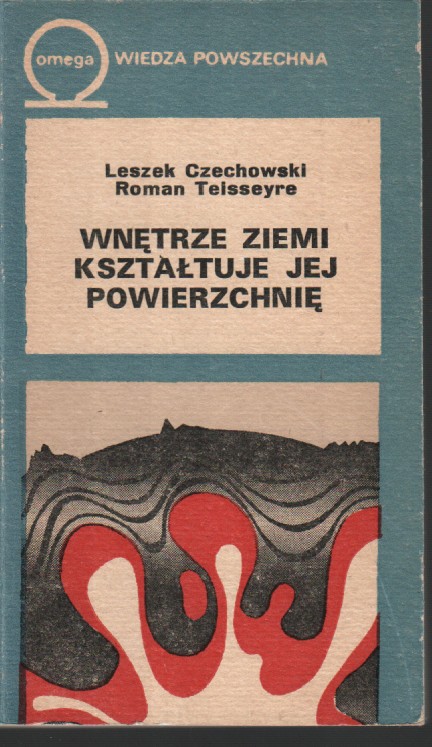 omega WIEDZA POWSZECHNA
Leszek Czechowski
Roman Teisseyre
WNĘTRZE ZIEMI
KSZTAŁTUJE JEJ
POWIERZCHNIĘ